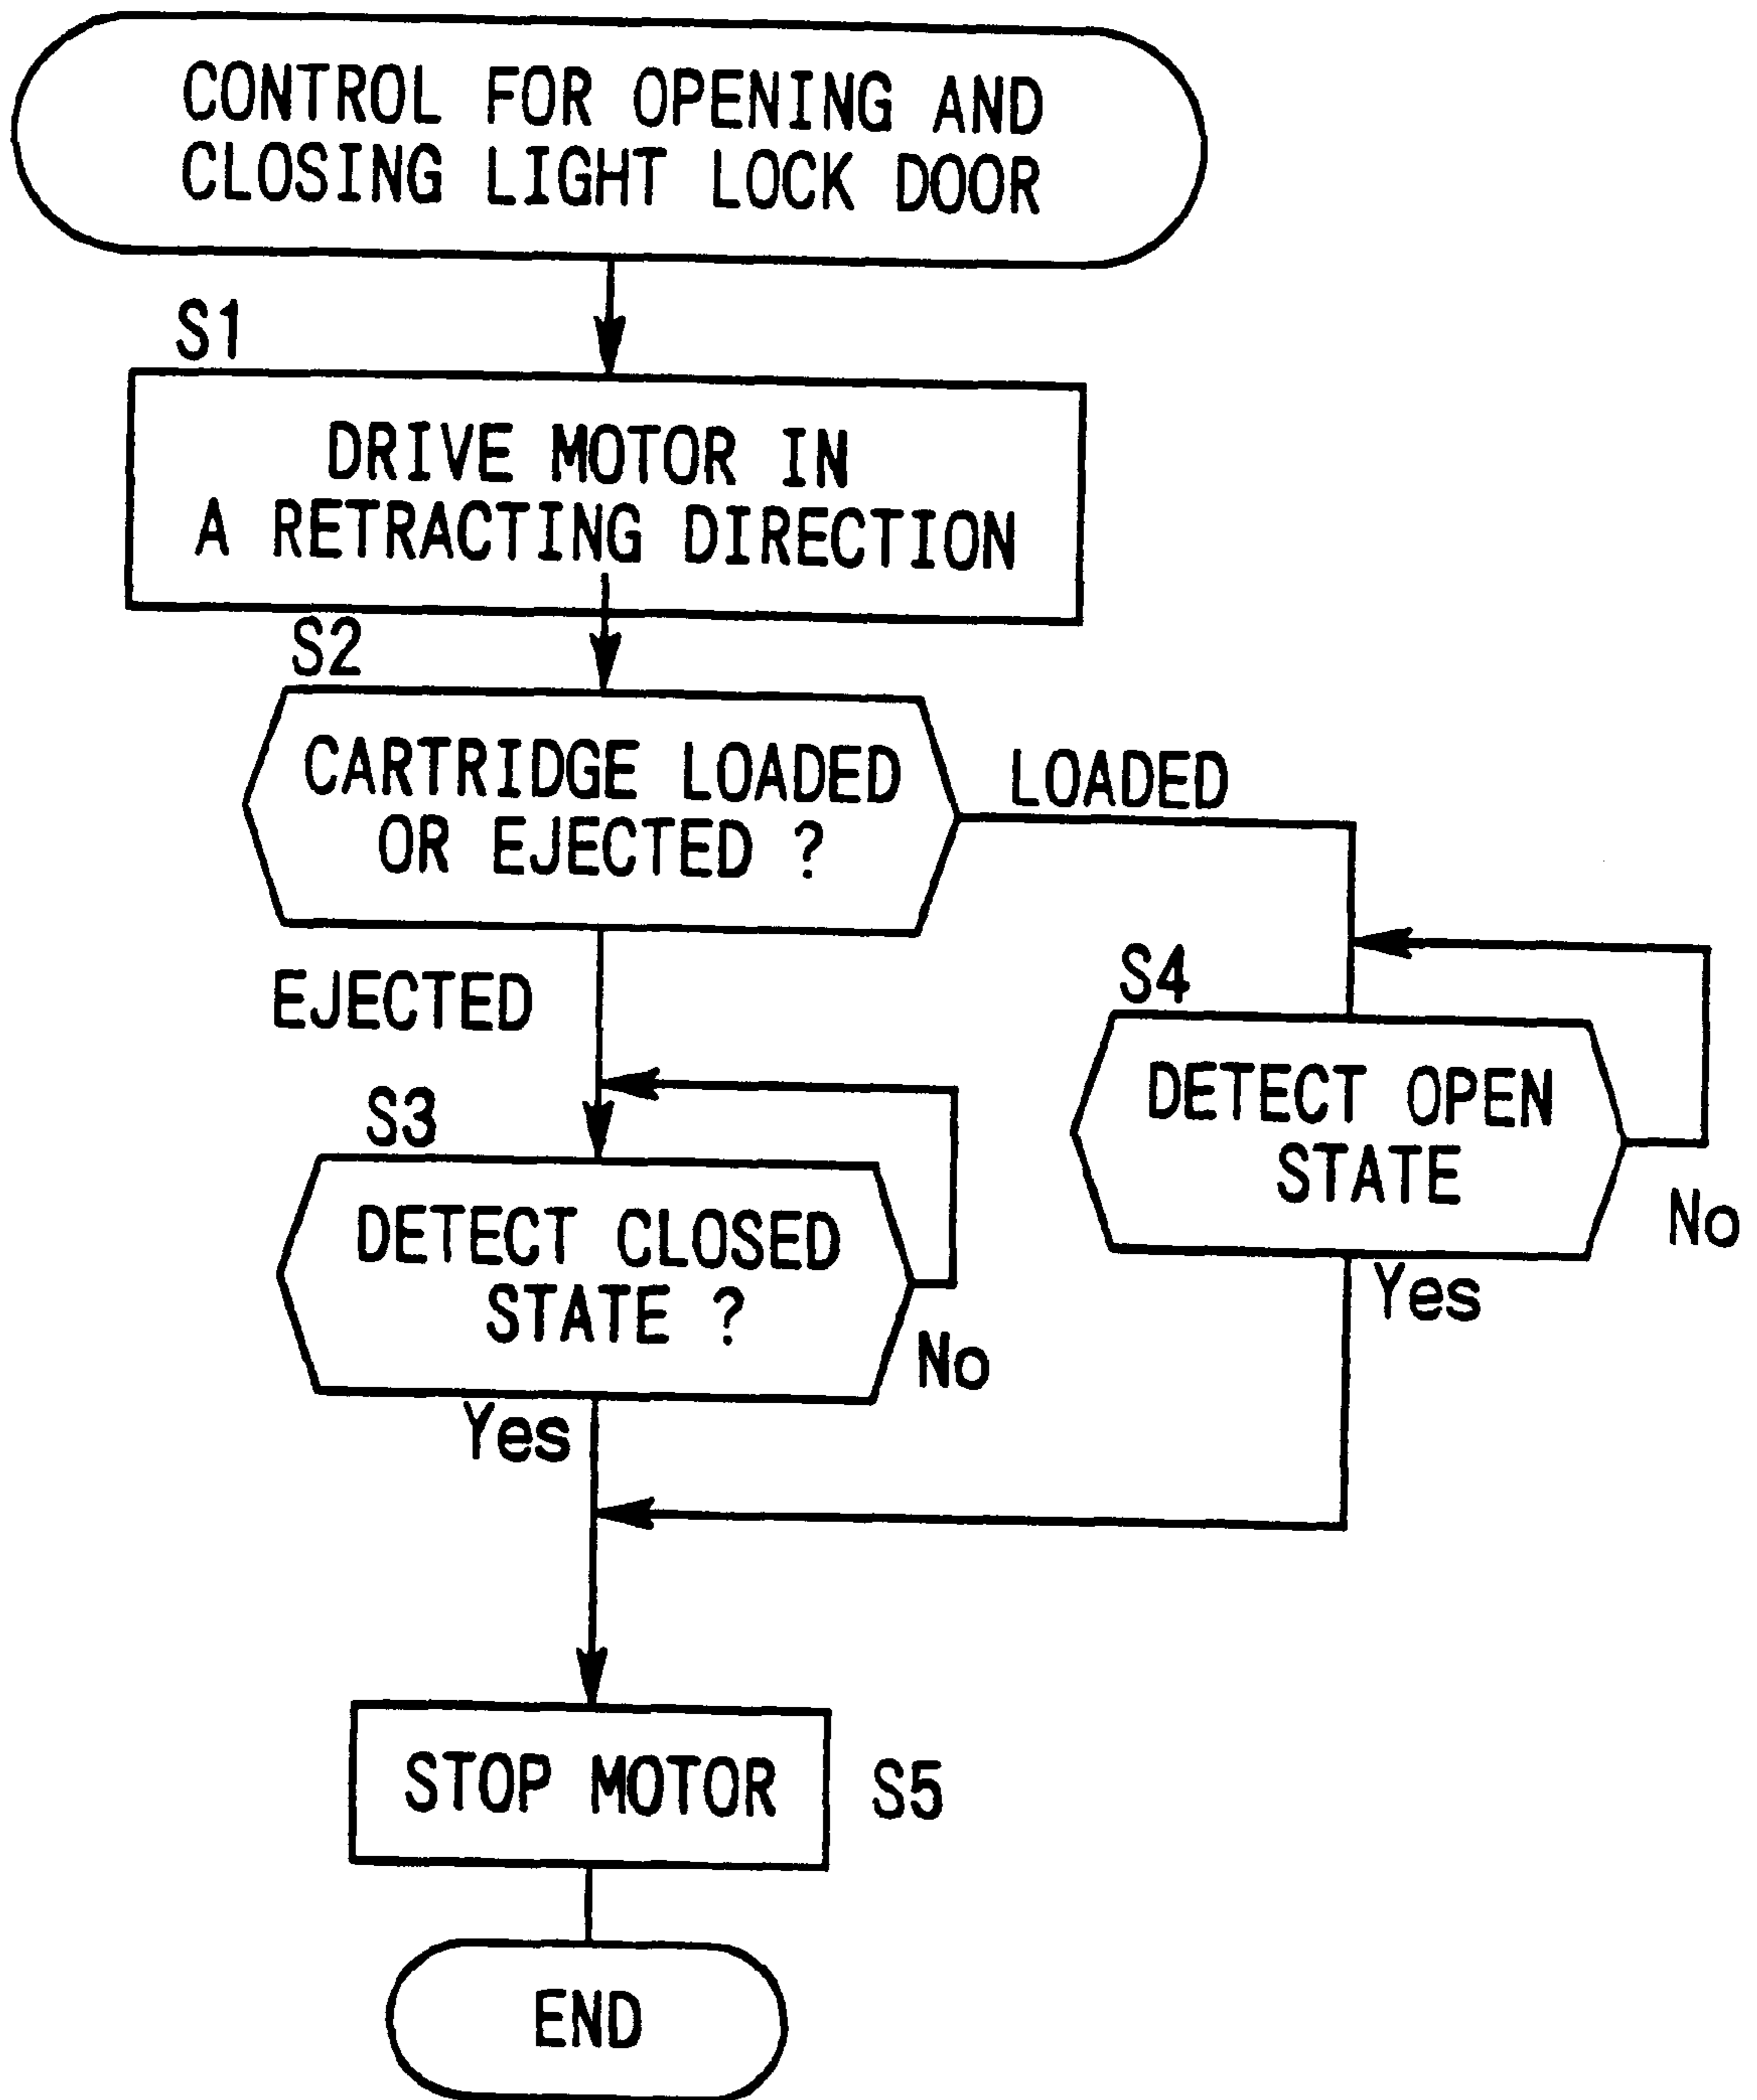 CONTROL FOR OPENING AND
CLOSING LIGHT LOCK DOOR
S1
DRIVE MOTOR IN
A RETRACTING DIRECTION
S2
CARTRIDGE LOADED
OR EJECTED ?
LOADED
EJECTED
S4
DETECT OPEN
STATE
No
Yes
S3
DETECT CLOSED
STATE ?
No
Yes
STOP MOTOR
S5
END